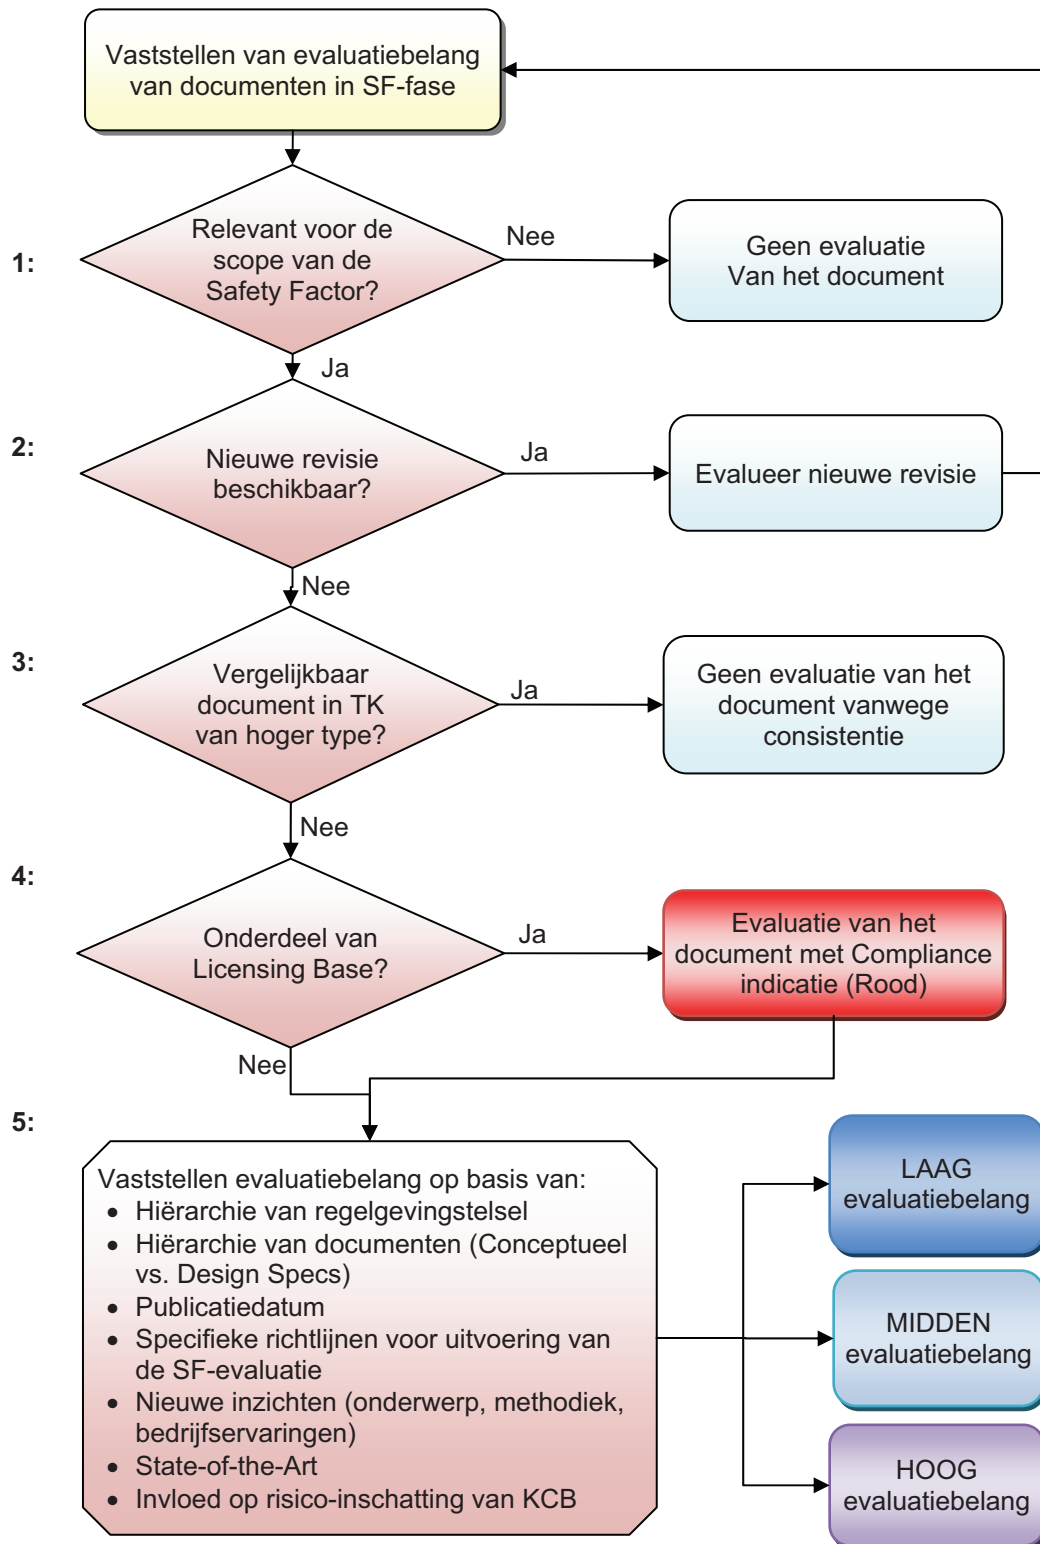 Vaststellen van evaluatiebelang
van documenten in SF-fase
1:
Relevant voor de
scope van de
Safety Factor?
Nee
Geen evaluatie
Van het document
Ja
2:
Nieuwe revisie
beschikbaar?
Ja
Evalueer nieuwe revisie
Nee
3:
Vergelijkbaar
document in TK
van hoger type?
Ja
Geen evaluatie van het
document vanwege
consistentie
Nee
4:
Onderdeel van
Licensing Base?
Ja
Evaluatie van het
document met Compliance
indicatie (Rood)
Nee
5:
Vaststellen evaluatiebelang op basis van:
• Hiërarchie van regelgevingstelsel
• Hiërarchie van documenten (Conceptueel
vs. Design Specs)
• Publicatiedatum
• Specifieke richtlijnen voor uitvoering van
de SF-evaluatie
• Nieuwe inzichten (onderwerp, methodiek,
bedrijfservaringen)
• State-of-the-Art
• Invloed op risico-inschatting van KCB
LAAG
evaluatiebelang
MIDDEN
evaluatiebelang
HOOG
evaluatiebelang